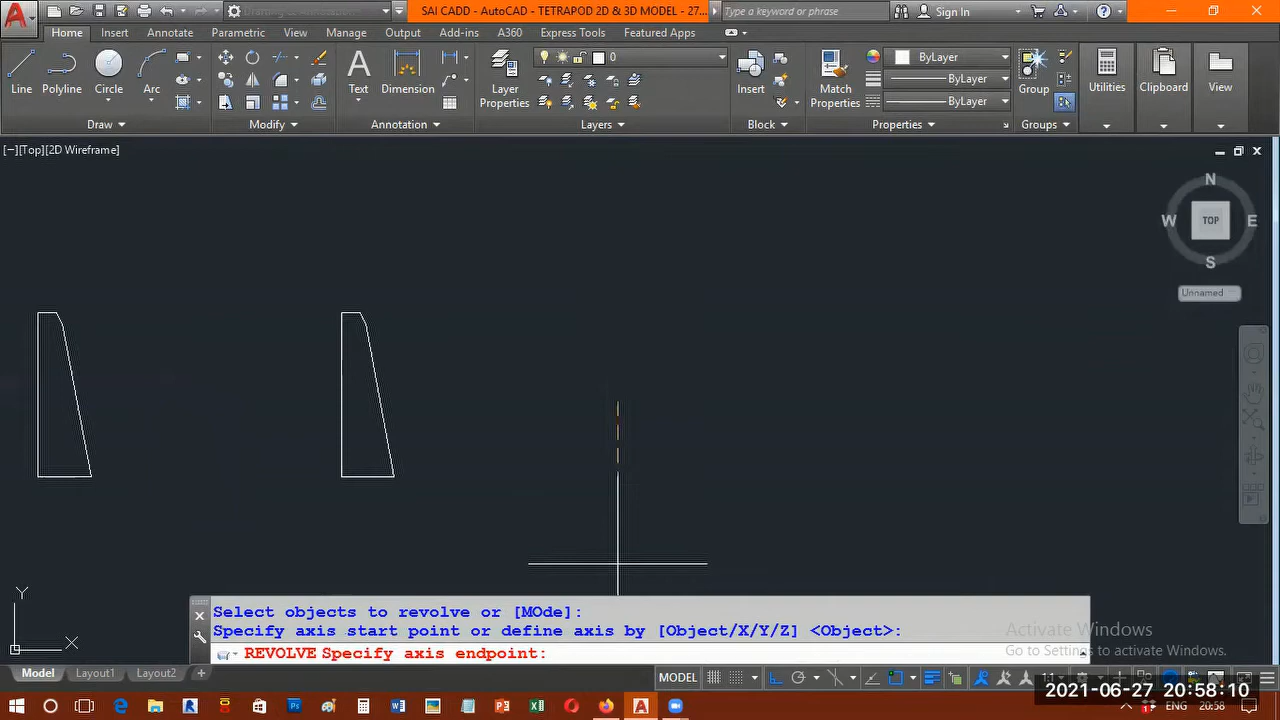 SAI CADD - AutoCAD - TETRAPOD 2D & 3D MODEL - 27...
Type a keyword or phrase
Sign In
Home
Insert
Annotate
Parametric
View
Manage
Output
Add-ins
A360
Express Tools
Featured Apps
Line
Polyline
Circle
Arc
Text
Dimension
Layer
Properties
0
Insert
Match
Properties
ByLayer
ByLayer
ByLayer
Group
Utilities
Clipboard
View
Draw
Modify
Annotation
Layers
Block
Properties
Groups
[−][Top][2D Wireframe]
N
W
TOP
E
S
Unnamed
Y
X
Select objects to revolve or [MOde]:
Specify axis start point or define axis by [Object/X/Y/Z] <Object>:
REVOLVE Specify axis endpoint:
Activate Windows
Go to Settings to activate Windows.
Model
Layout1
Layout2
+
MODEL
2021-06-27 20:58:10
ENG
20:58